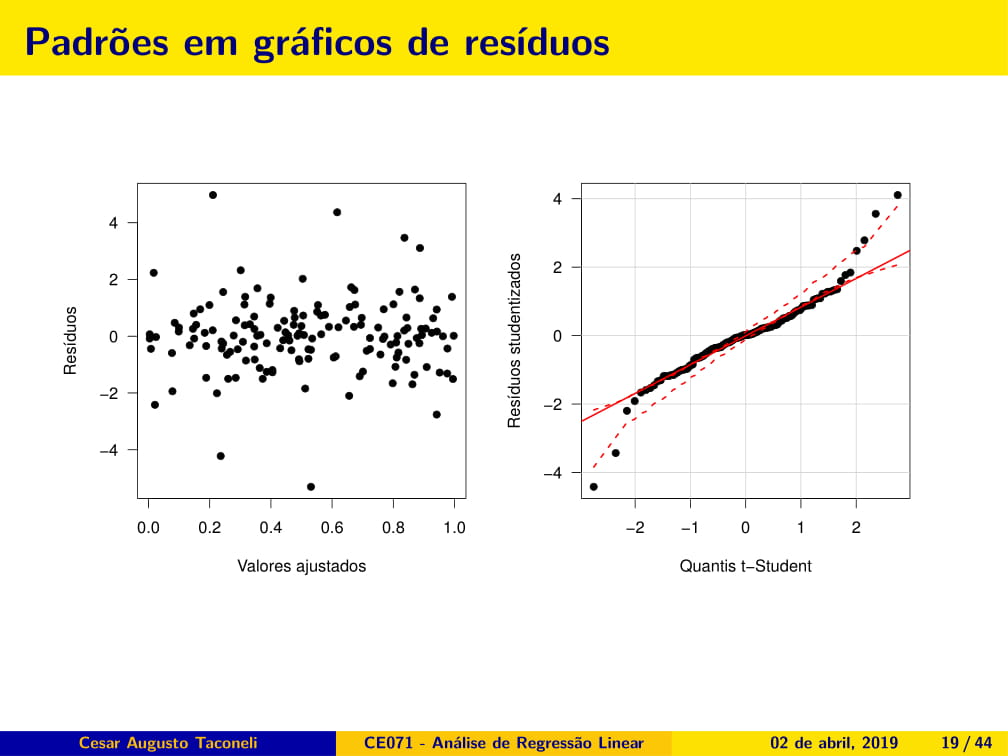 Padrões em gráficos de resíduos
4
2
0
−2
−4
Resíduos
0.0 0.2 0.4 0.6 0.8 1.0
Valores ajustados
4
2
0
−2
−4
Resíduos studentizados
−2 −1 0 1 2
Quantis t−Student
Cesar Augusto Taconeli CE071 - Análise de Regressão Linear 02 de abril, 2019 19 / 44